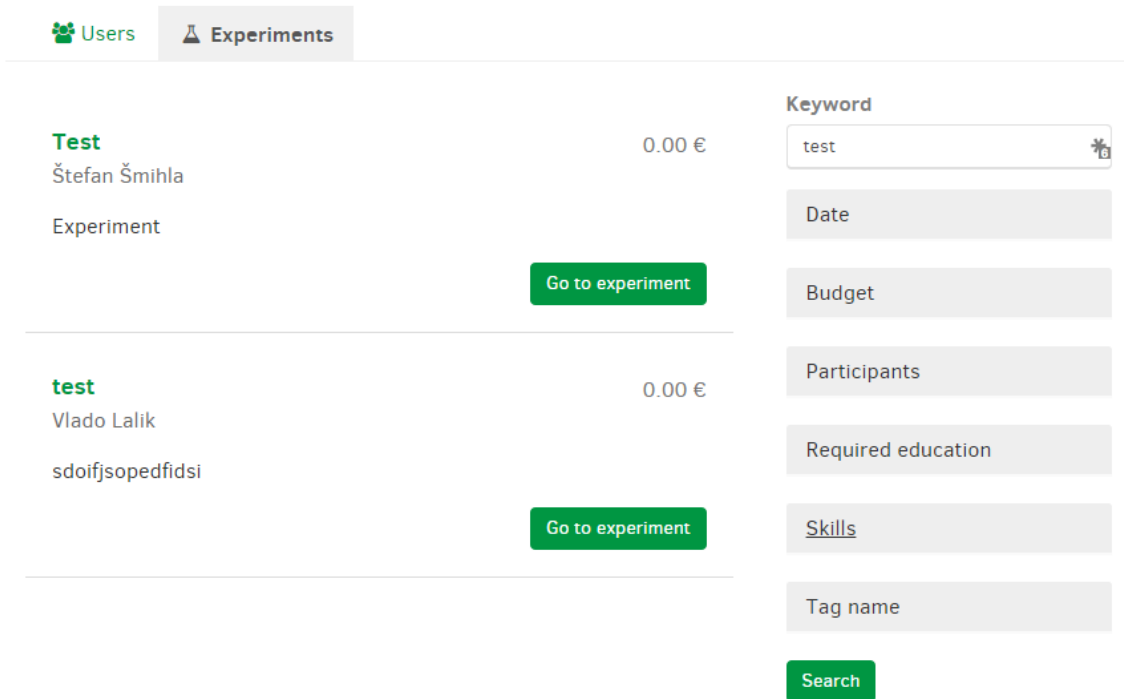 Users
Experiments
Test
0.00 €
Štefan Šmihla
Experiment
Go to experiment
test
0.00 €
Vlado Lalik
sdoifjsopedfidsi
Go to experiment
Keyword
test
6
Date
Budget
Participants
Required education
Skills
Tag name
Search